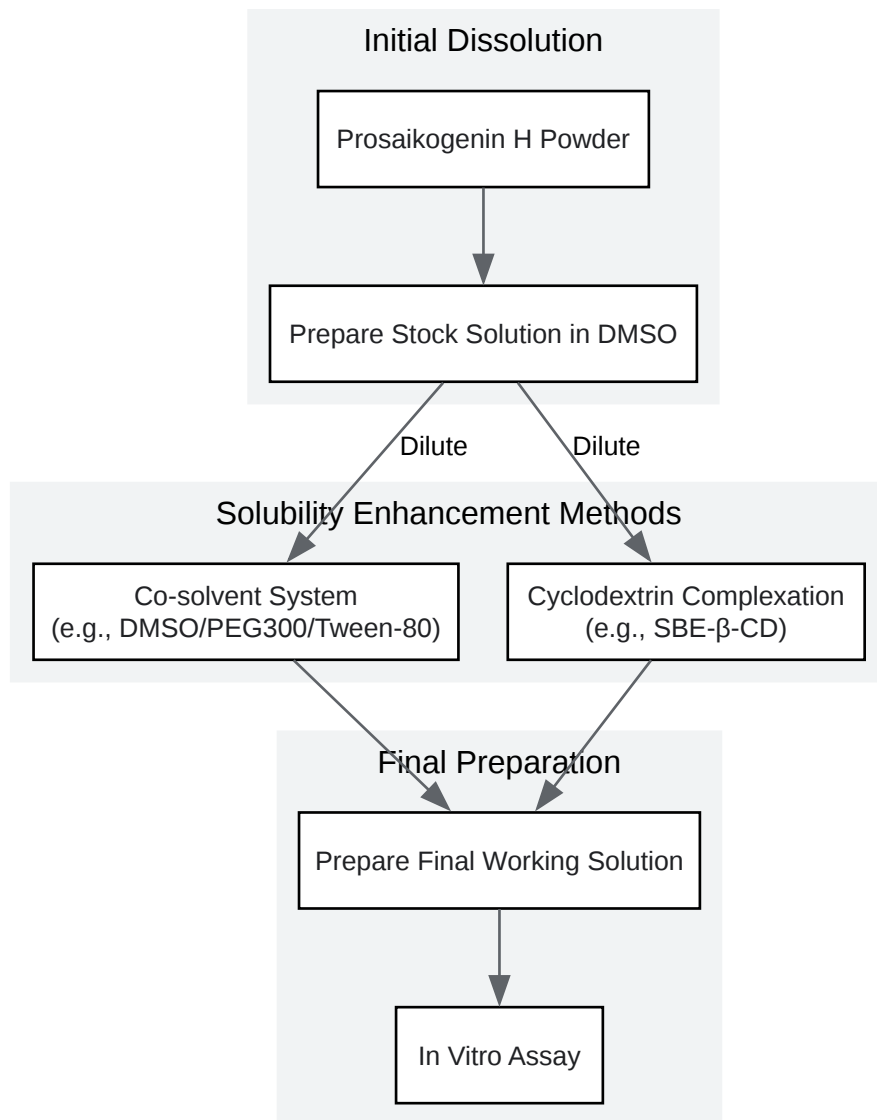 Initial Dissolution
Prosaikogenin H Powder
Prepare Stock Solution in DMSO
Dilute
Dilute
Solubility Enhancement Methods
Co-solvent System
(e.g., DMSO/PEG300/Tween-80)
Cyclodextrin Complexation
(e.g., SBE-β-CD)
Final Preparation
Prepare Final Working Solution
In Vitro Assay